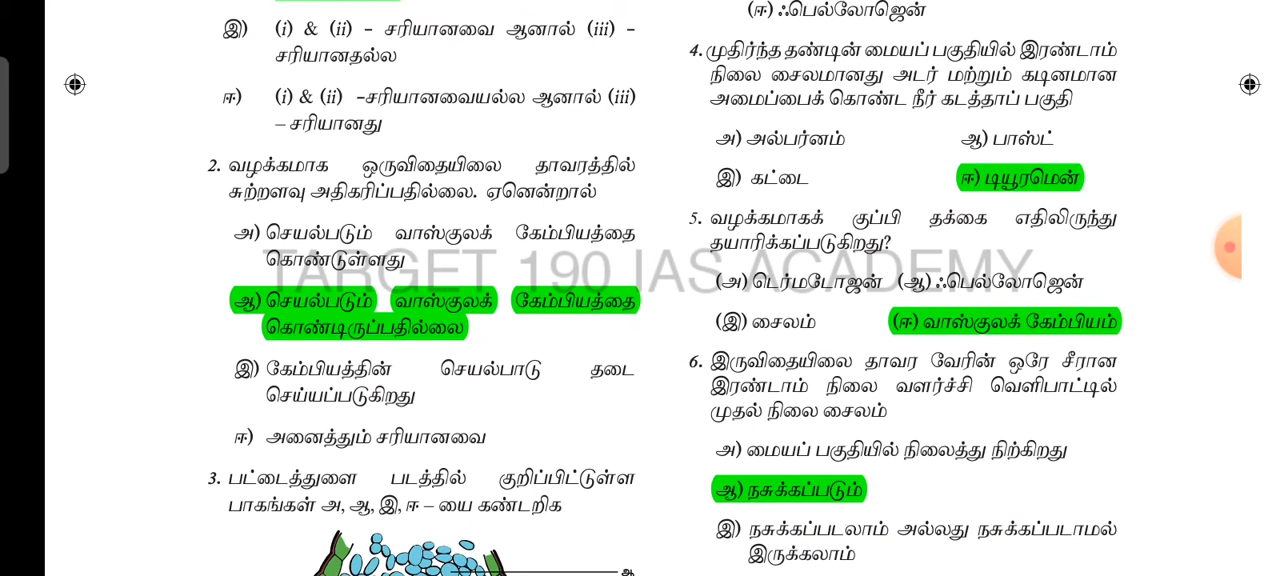 இ) (i) & (ii) – சரியானவை ஆனால் (iii) –
சரியானதல்ல
ஈ) (i) & (ii) –சரியானவையல்ல ஆனால் (iii)
– சரியானது
2. வழக்கமாக ஒருவிதையிலை தாவரத்தில்
சுற்றளவு அதிகரிப்பதில்லை. ஏனென்றால்
அ) செயல்படும் வாஸ்குலக் கேம்பியத்தை
கொண்டுள்ளது
ஆ) செயல்படும் வாஸ்குலக் கேம்பியத்தை
கொண்டிருப்பதில்லை
இ) கேம்பியத்தின் செயல்பாடு தடை
செய்யப்படுகிறது
ஈ) அனைத்தும் சரியானவை
3. பட்டைத்துளை படத்தில் குறிப்பிட்டுள்ள
பாகங்கள் அ, ஆ, இ, ஈ – யை கண்டறிக
ஆ
(ஈ) ஃபெல்லோஜென்
4. முதிர்ந்த தண்டின் மையப் பகுதியில் இரண்டாம்
நிலை சைலமானது அடர் மற்றும் கடினமான
அமைப்பைக் கொண்ட நீர் கடத்தாப் பகுதி
அ) அல்பர்னம் ஆ) பாஸ்ட்
இ) கட்டை ஈ) டியூரமென்
5. வழக்கமாகக் குப்பி தக்கை எதிலிருந்து
தயாரிக்கப்படுகிறது?
(அ) டெர்மடோஜன் (ஆ) ஃபெல்லோஜென்
(இ) சைலம் (ஈ) வாஸ்குலக் கேம்பியம்
6. இருவிதையிலை தாவர வேரின் ஒரே சீரான
இரண்டாம் நிலை வளர்ச்சி வெளிபாட்டில்
முதல் நிலை சைலம்
அ) மையப் பகுதியில் நிலைத்து நிற்கிறது
ஆ) நசுக்கப்படும்
இ) நசுக்கப்படலாம் அல்லது நசுக்கப்படாமல்
இருக்கலாம்
TARGET 190 IAS ACADEMY